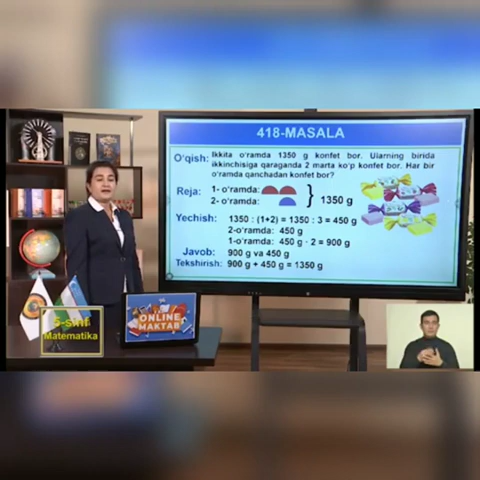 418-MASALA
O'qish: Ikkita o'ramda 1350 g konfet bor. Ularning birida
ikkinchisiga qaraganda 2 marta ko'p konfet bor. Har bir
o'ramda qanchadan konfet bor?
Reja: 1- o'ramda:
2- o'ramda:
1350 g
Yechish: 1350 : (1+2) = 1350 : 3 = 450 g
2-o'ramda: 450 g
1-o'ramda: 450 g · 2 = 900 g
Javob: 900 g va 450 g
Tekshirish: 900 g + 450 g = 1350 g
5-sinf
Matematika
ONLINE
MAKTAB